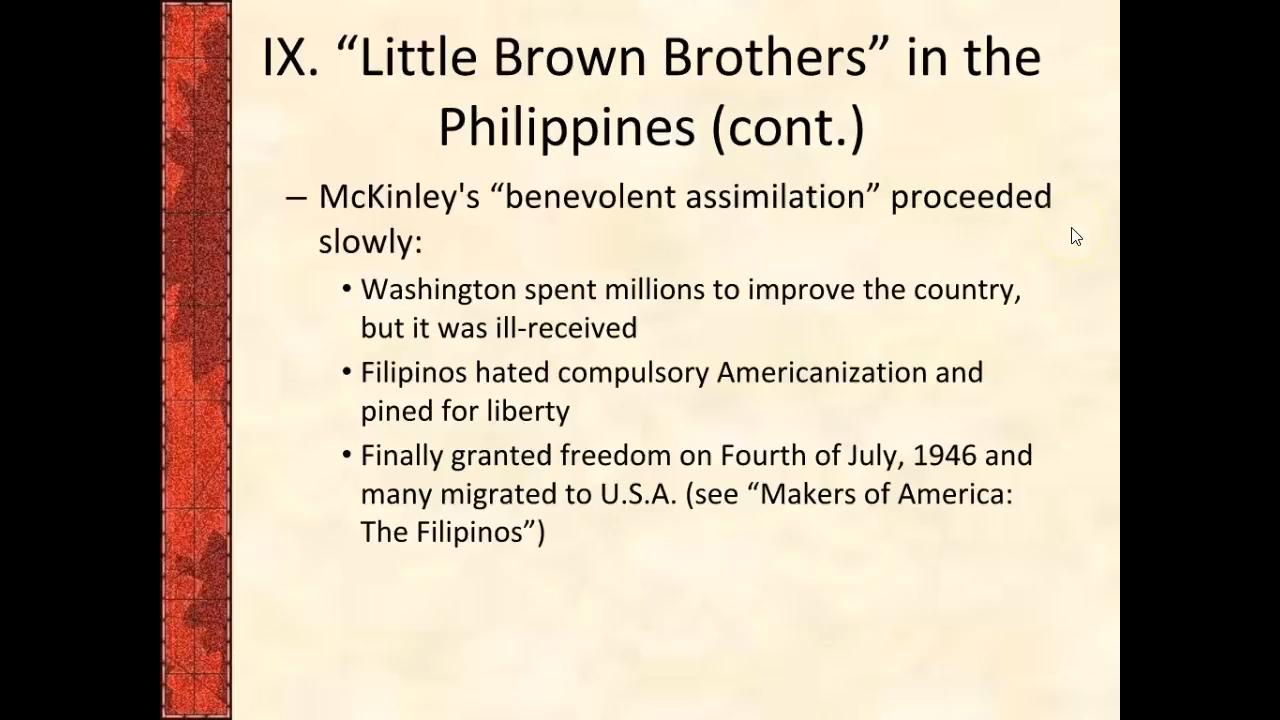 IX. “Little Brown Brothers” in the
Philippines (cont.)
– McKinley's “benevolent assimilation” proceeded
slowly:
• Washington spent millions to improve the country,
but it was ill-received
• Filipinos hated compulsory Americanization and
pined for liberty
• Finally granted freedom on Fourth of July, 1946 and
many migrated to U.S.A. (see “Makers of America:
The Filipinos”)